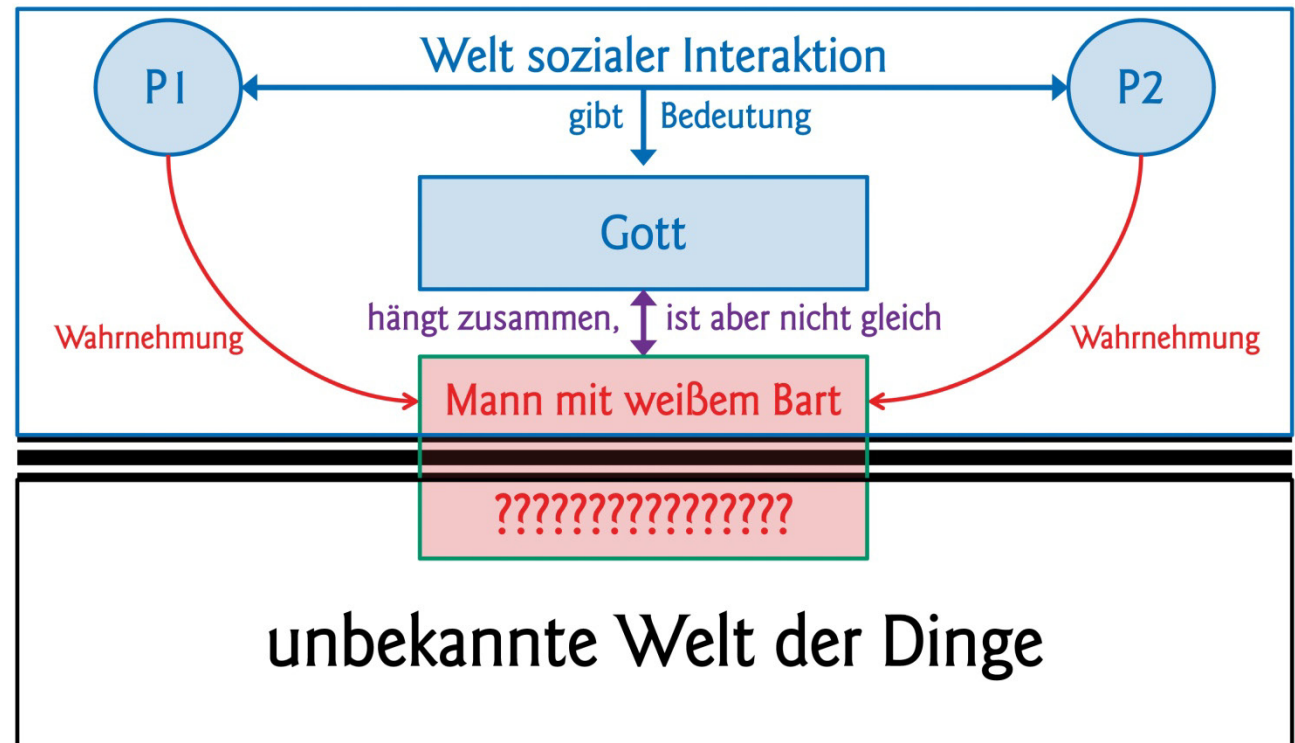 Welt sozialer Interaktion
P1
P2
gibt Bedeutung
Gott
hängt zusammen, ist aber nicht gleich
Wahrnehmung
Wahrnehmung
Mann mit weißem Bart
????????????????
unbekannte Welt der Dinge